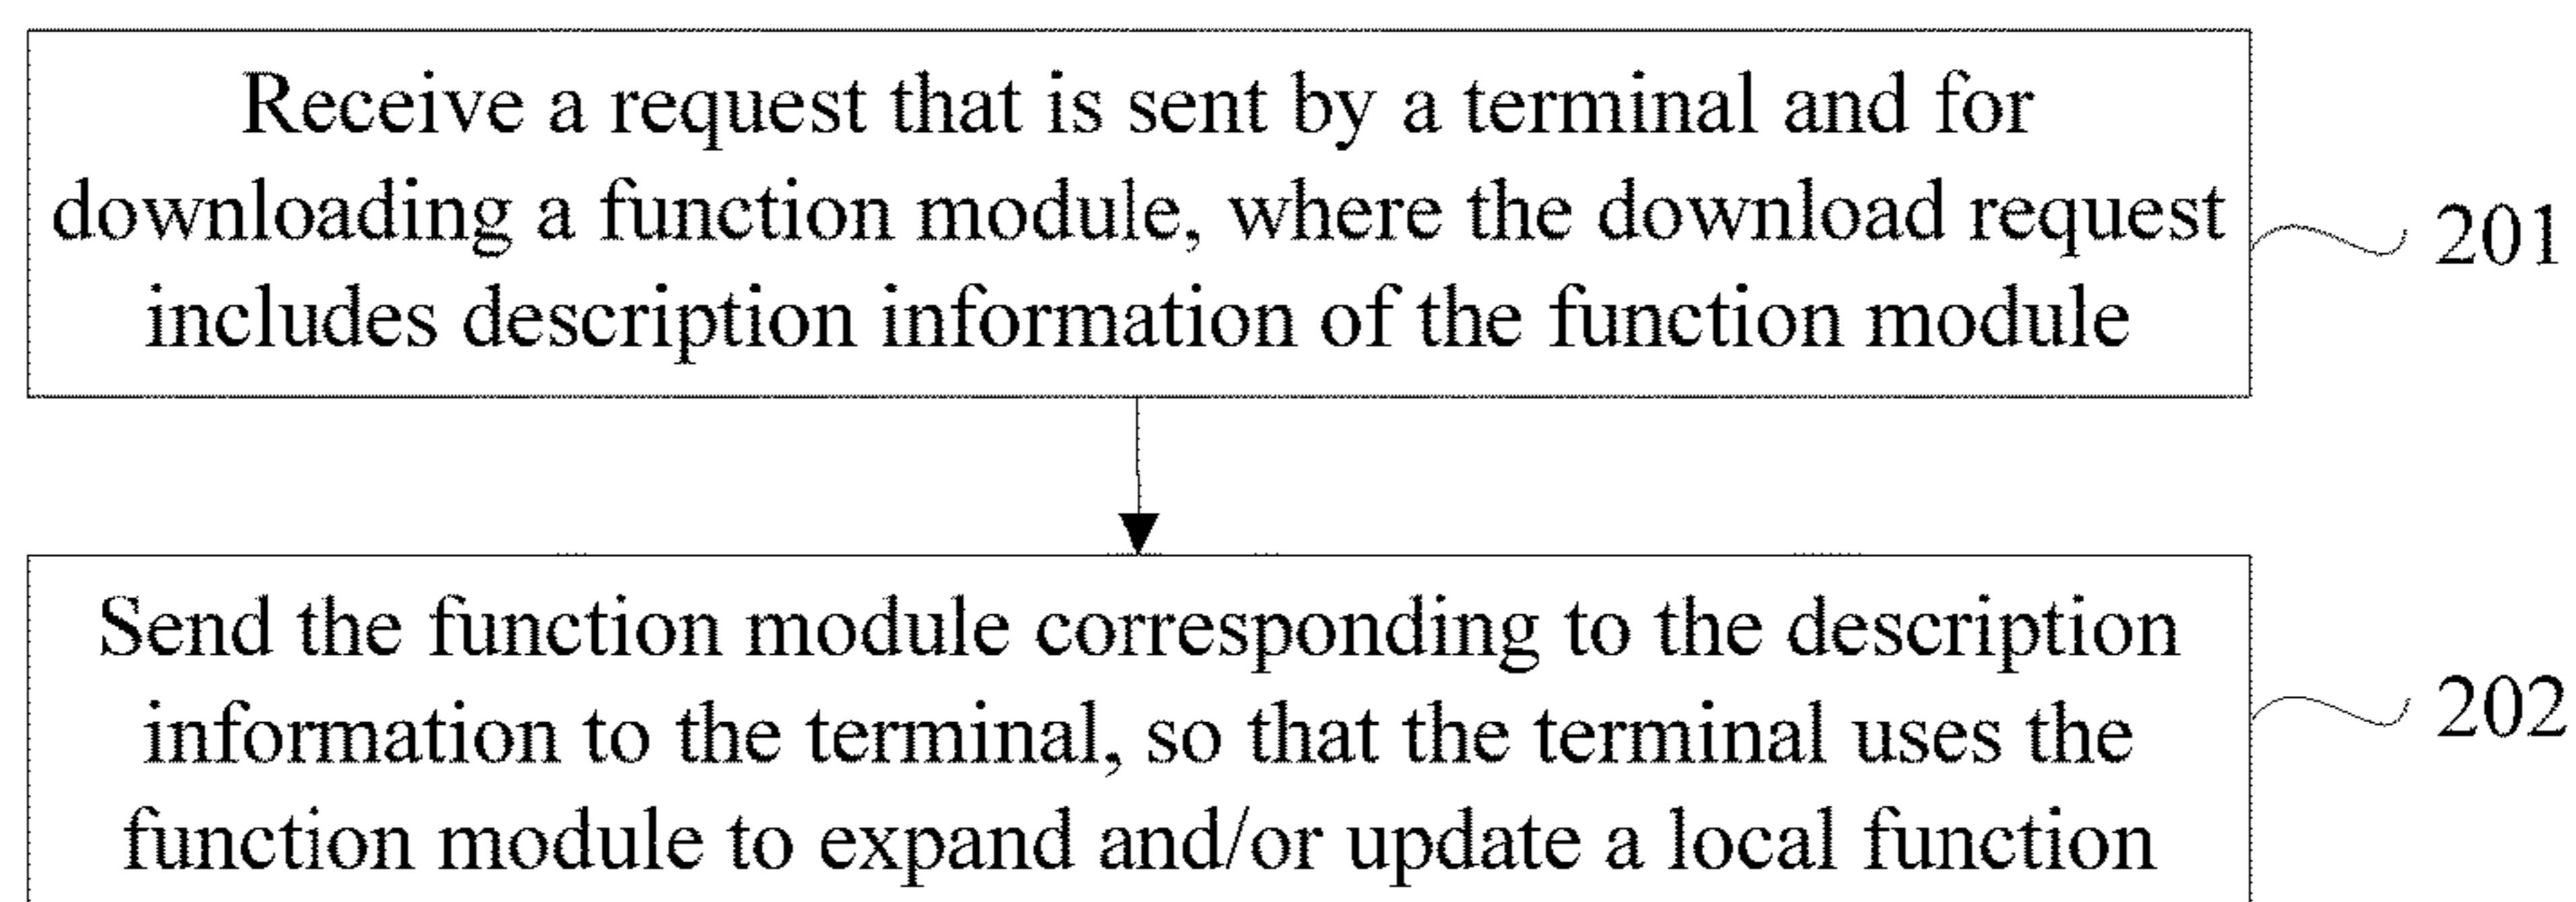 Receive a request that is sent by a terminal and for
downloading a function module, where the download request
includes description information of the function module
201
Send the function module corresponding to the description
information to the terminal, so that the terminal uses the
function module to expand and/or update a local function
202